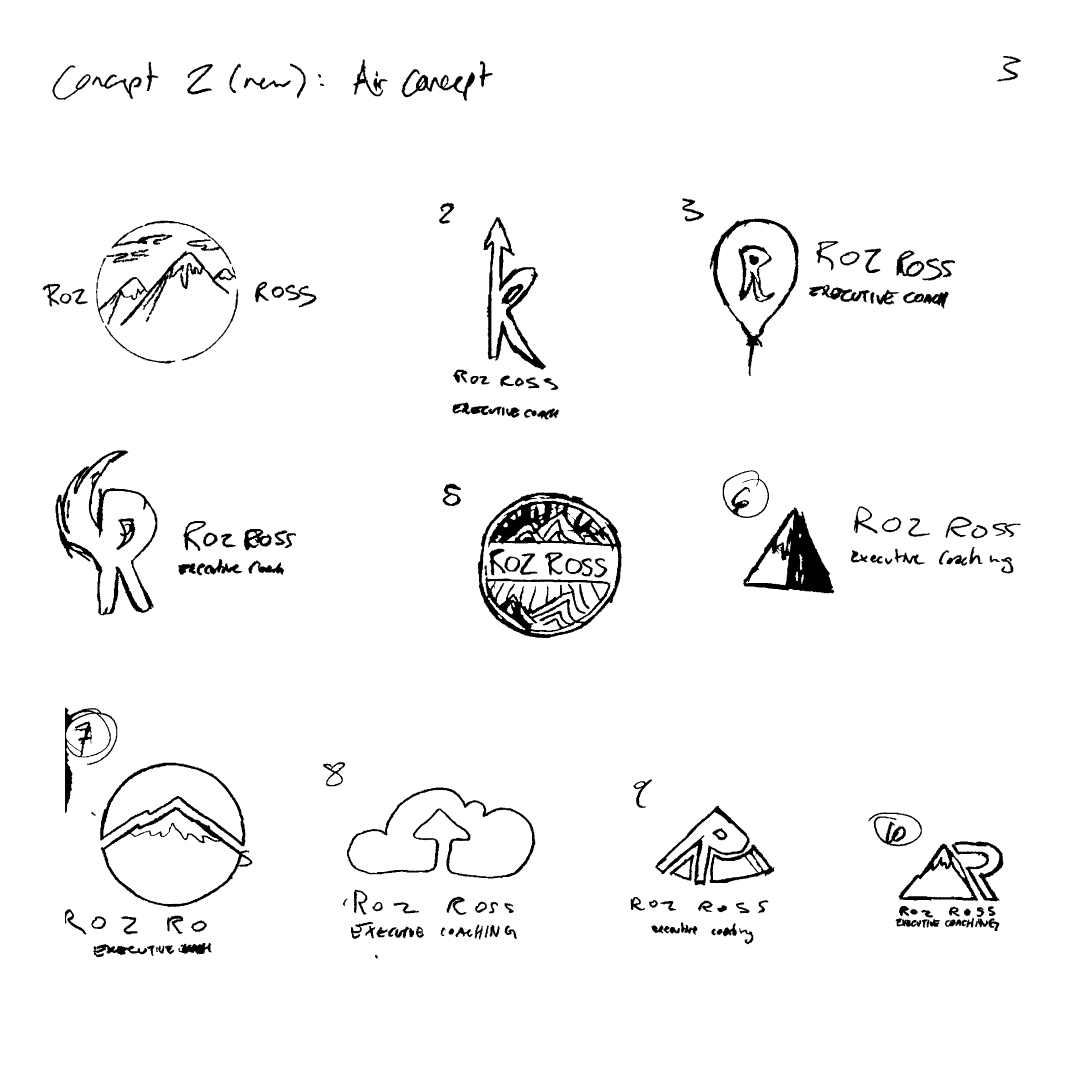 Concept 2 (new): Air Concept
3
ROZ
ROSS
2
ROZ ROSS
EXECUTIVE COACH
3
R
ROZ ROSS
EXECUTIVE COACH
R
ROZ ROSS
executive Coach
5
ROZ ROSS
6
ROZ ROSS
Executive Coaching
7
ROZ RO
EXECUTIVE COACH
8
ROZ ROSS
EXECUTIVE COACHING
9
R
ROZ ROSS
executive coaching
10
R
ROZ ROSS
EXECUTIVE COACHING